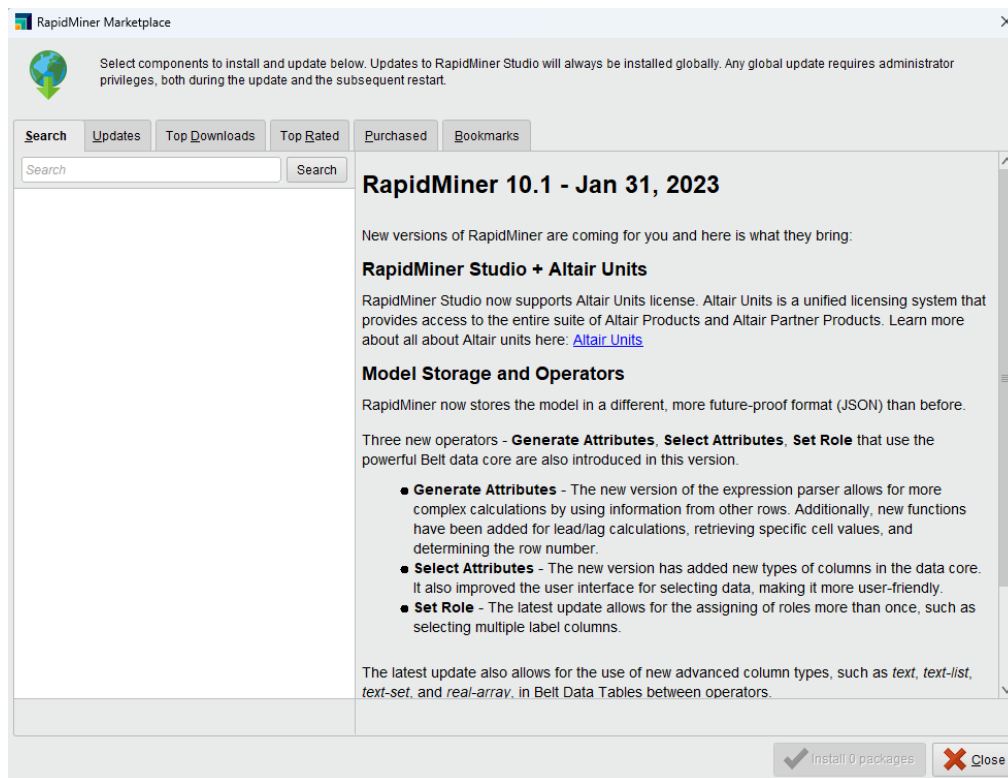 RapidMiner Marketplace
Select components to install and update below. Updates to RapidMiner Studio will always be installed globally. Any global update requires administrator
privileges, both during the update and the subsequent restart.
Search Updates Top Downloads Top Rated Purchased Bookmarks
Search Search
RapidMiner 10.1 - Jan 31, 2023
New versions of RapidMiner are coming for you and here is what they bring:
RapidMiner Studio + Altair Units
RapidMiner Studio now supports Altair Units license. Altair Units is a unified licensing system that
provides access to the entire suite of Altair Products and Altair Partner Products. Learn more
about all about Altair units here: Altair Units
Model Storage and Operators
RapidMiner now stores the model in a different, more future-proof format (JSON) than before.
Three new operators - Generate Attributes, Select Attributes, Set Role that use the
powerful Belt data core are also introduced in this version.
● Generate Attributes - The new version of the expression parser allows for more
complex calculations by using information from other rows. Additionally, new functions
have been added for lead/lag calculations, retrieving specific cell values, and
determining the row number.
● Select Attributes - The new version has added new types of columns in the data core.
It also improved the user interface for selecting data, making it more user-friendly.
● Set Role - The latest update allows for the assigning of roles more than once, such as
selecting multiple label columns.
The latest update also allows for the use of new advanced column types, such as text, text-list,
text-set, and real-array, in Belt Data Tables between operators.
Install 0 packages Close